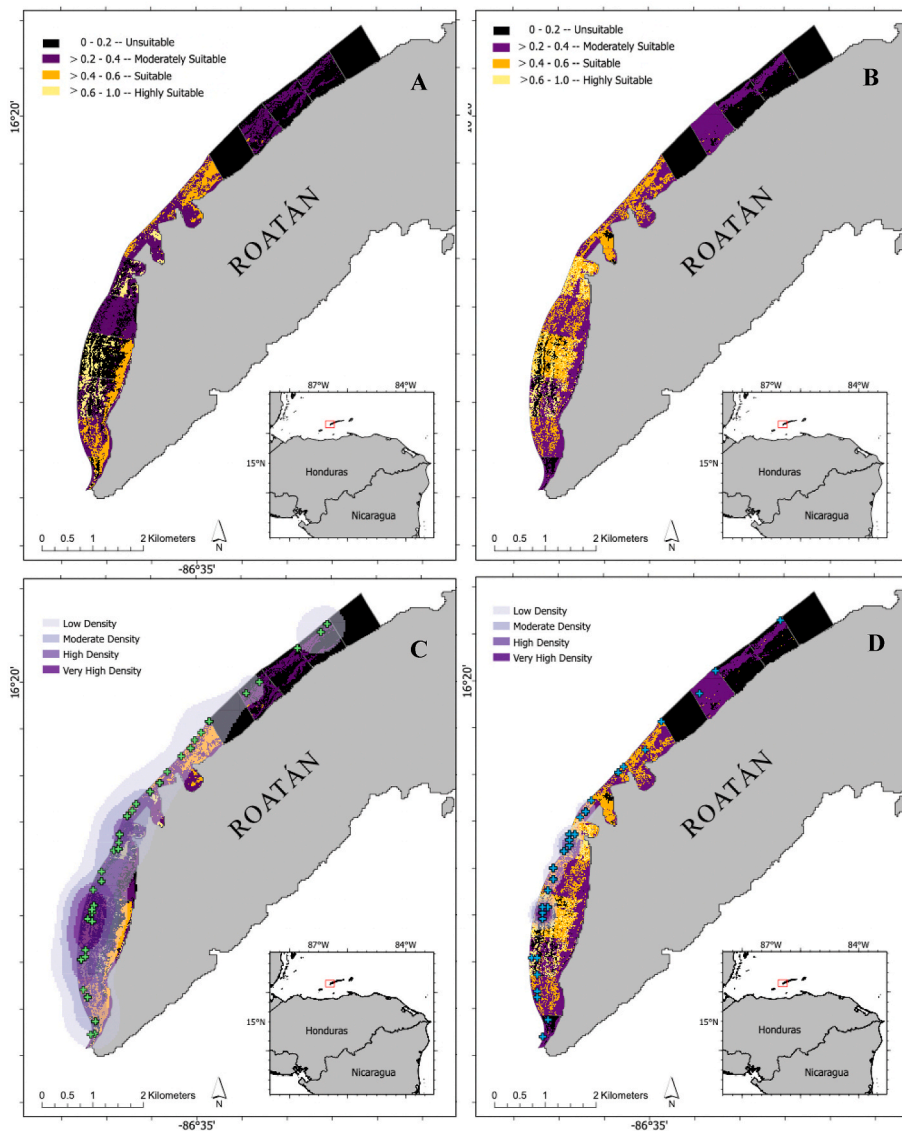 0 - 0.2 -- Unsuitable
> 0.2 - 0.4 -- Moderately Suitable
> 0.4 - 0.6 -- Suitable
> 0.6 - 1.0 -- Highly Suitable
A
16°20'
ROATÁN
87°W
84°W
15°N
Honduras
Nicaragua
0 0.5 1 2 Kilometers
N
-86°35'
0 - 0.2 -- Unsuitable
> 0.2 - 0.4 -- Moderately Suitable
> 0.4 - 0.6 -- Suitable
> 0.6 - 1.0 -- Highly Suitable
B
16°20'
ROATÁN
87°W
84°W
15°N
Honduras
Nicaragua
0 0.5 1 2 Kilometers
N
Low Density
Moderate Density
High Density
Very High Density
C
16°20'
ROATÁN
87°W
84°W
15°N
Honduras
Nicaragua
0 0.5 1 2 Kilometers
N
-86°35'
Low Density
Moderate Density
High Density
Very High Density
D
16°20'
ROATÁN
87°W
84°W
15°N
Honduras
Nicaragua
0 0.5 1 2 Kilometers
N
-86°35'